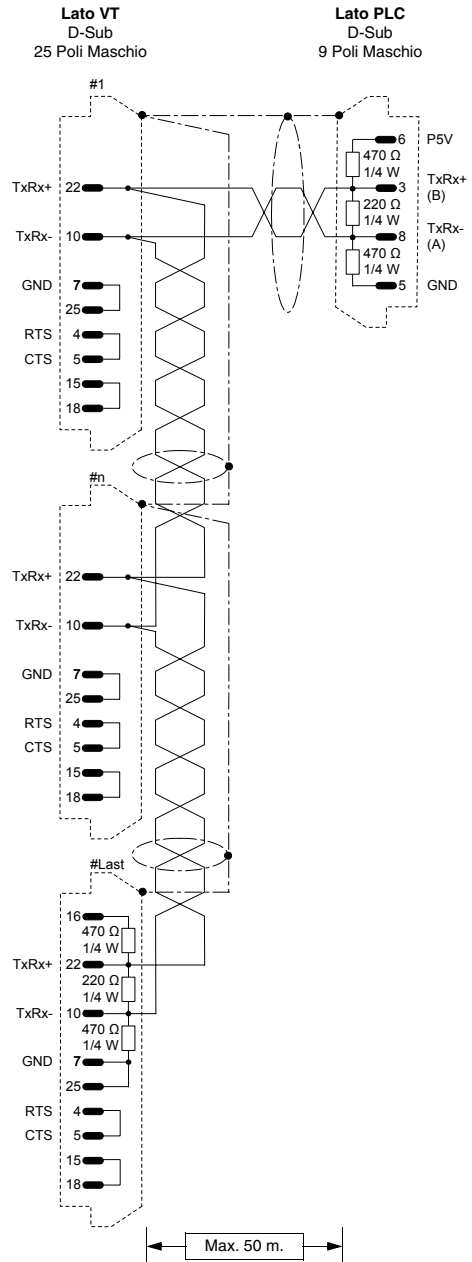 Lato VT
D-Sub
25 Poli Maschio
Lato PLC
D-Sub
9 Poli Maschio
#1
TxRx+ 22
TxRx- 10
GND 7
25
RTS 4
CTS 5
15
18
6 P5V
470 Ω
1/4 W
3 TxRx+
(B)
220 Ω
1/4 W
8 TxRx-
(A)
470 Ω
1/4 W
5 GND
#n
TxRx+ 22
TxRx- 10
GND 7
25
RTS 4
CTS 5
15
18
#Last
16
470 Ω
1/4 W
TxRx+ 22
220 Ω
1/4 W
TxRx- 10
470 Ω
1/4 W
GND 7
25
RTS 4
CTS 5
15
18
Max. 50 m.